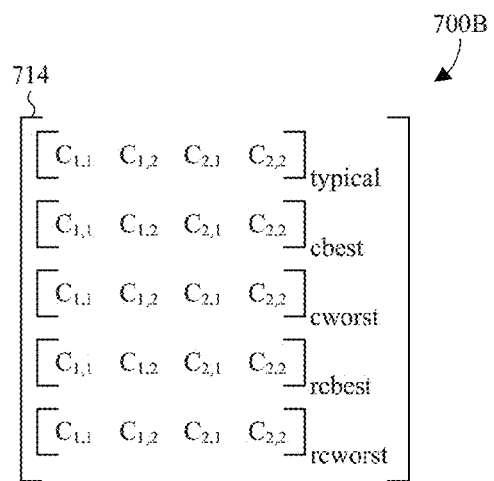 700B
714
C1,1 C1,2 C2,1 C2,2 typical
C1,1 C1,2 C2,1 C2,2 cbest
C1,1 C1,2 C2,1 C2,2 cworst
C1,1 C1,2 C2,1 C2,2 rcbest
C1,1 C1,2 C2,1 C2,2 rcworst